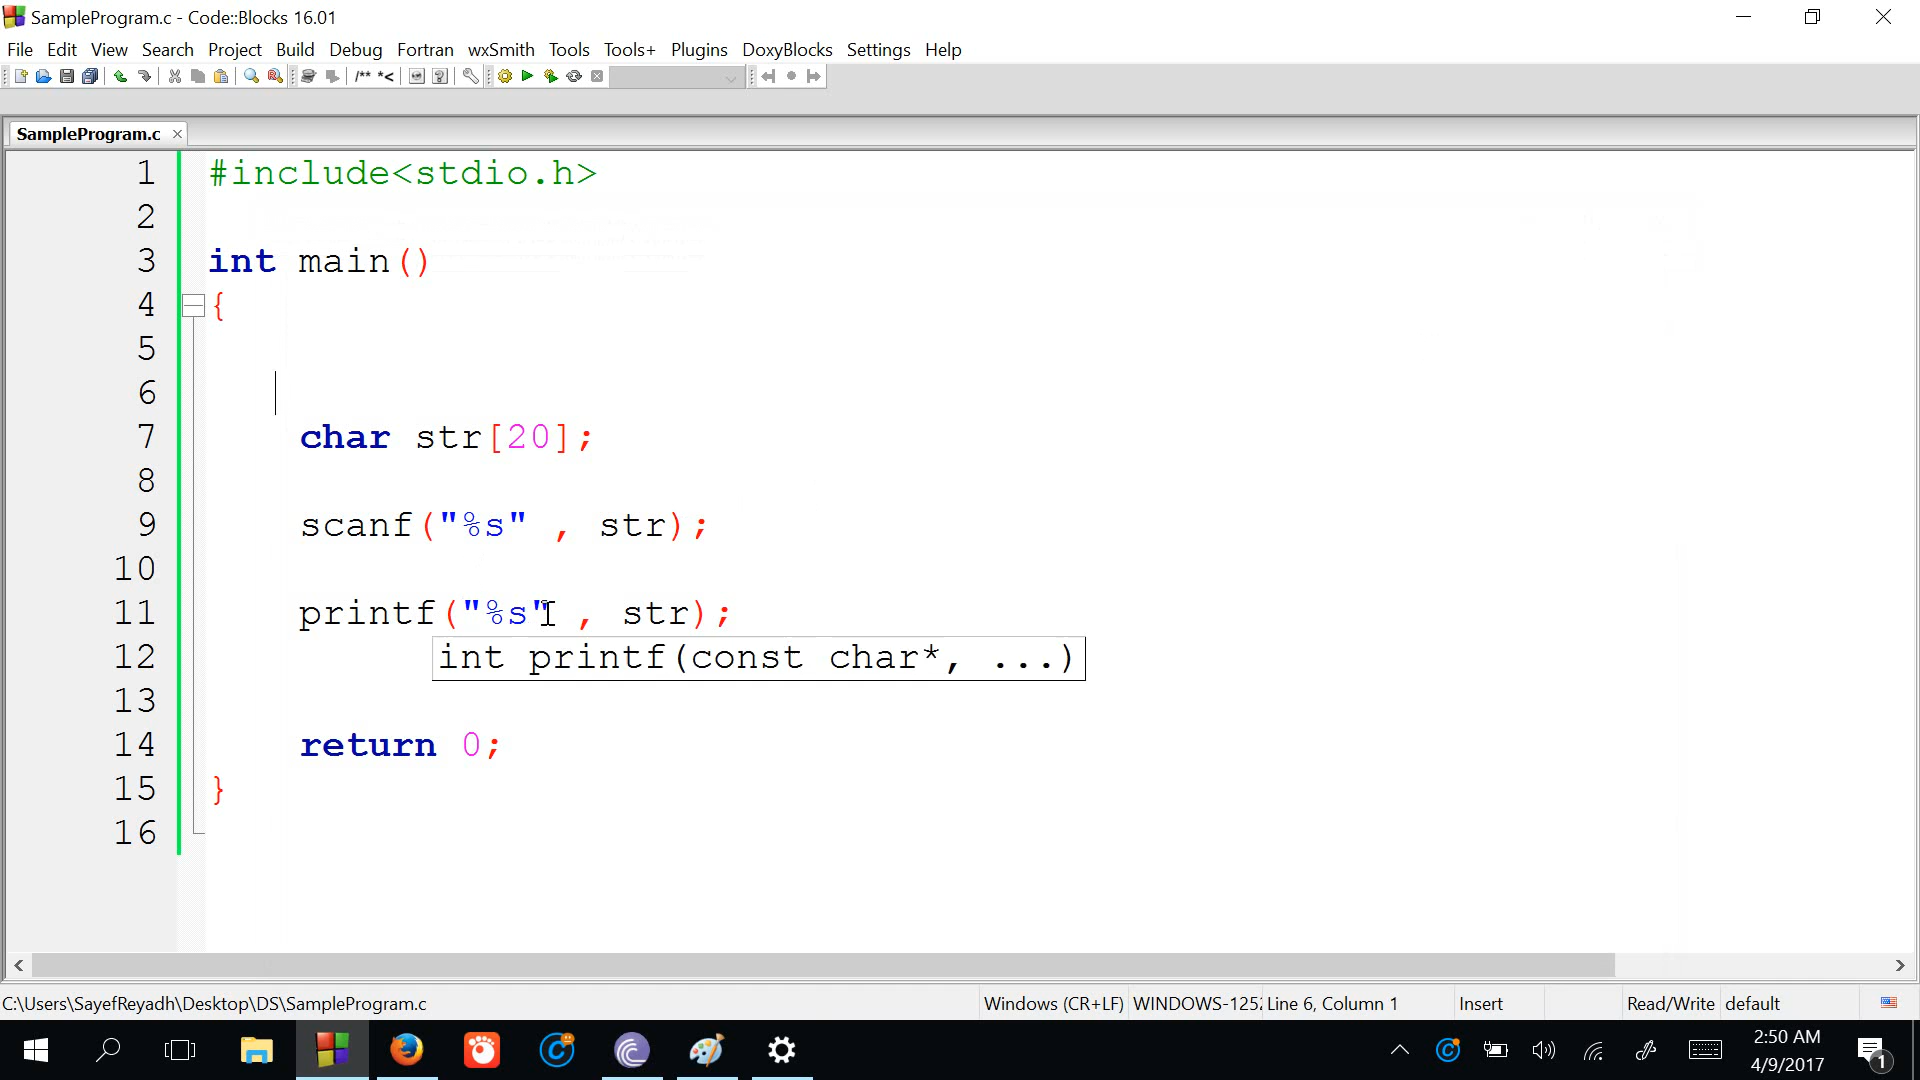 SampleProgram.c - Code::Blocks 16.01
File Edit View Search Project Build Debug Fortran wxSmith Tools Tools+ Plugins DoxyBlocks Settings Help
/** *<
SampleProgram.c
1 #include<stdio.h>
2
3 int main()
4 {
5
6
7 char str[20];
8
9 scanf("%s" , str);
10
11 printf("%s" , str);
12 int printf(const char*, ...)
13
14 return 0;
15 }
16
C:\Users\SayefReyadh\Desktop\DS\SampleProgram.c Windows (CR+LF) WINDOWS-125 Line 6, Column 1 Insert Read/Write default
2:50 AM
4/9/2017
1